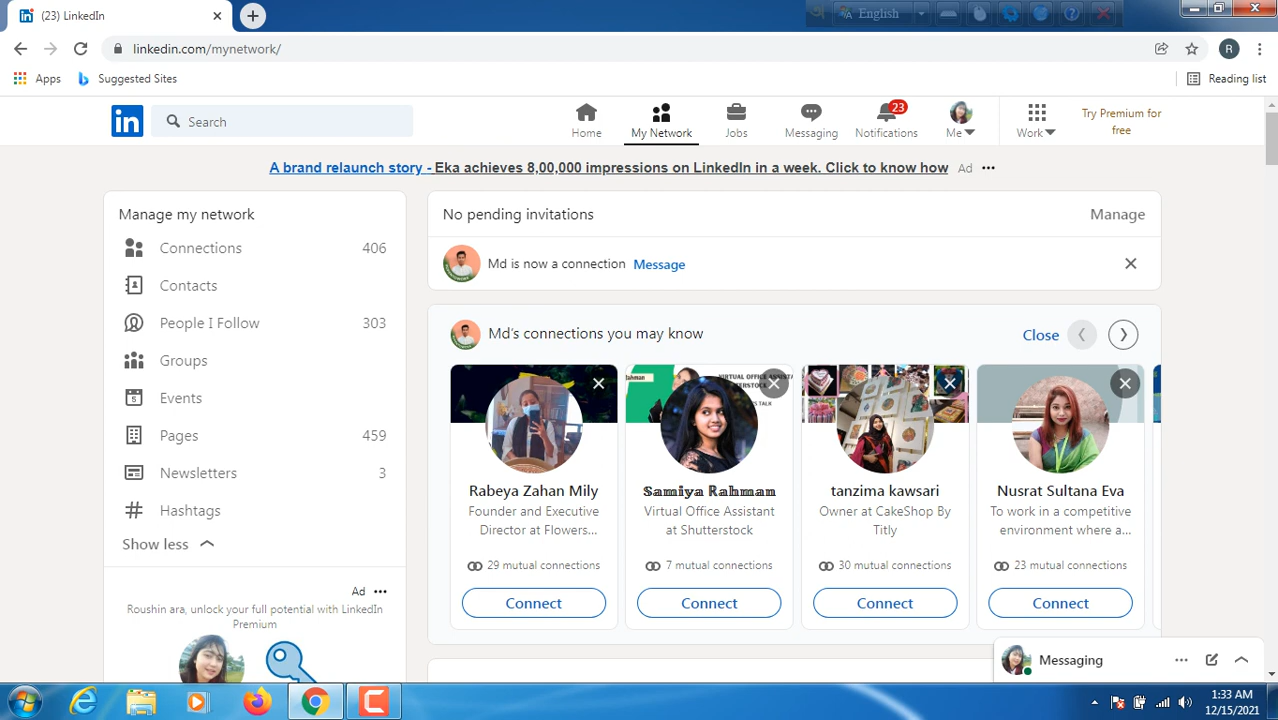 (23) LinkedIn
English
linkedin.com/mynetwork/
R
Apps
Suggested Sites
Reading list
in
Search
Home
My Network
Jobs
Messaging
23
Notifications
Me
Work
Try Premium for
free
A brand relaunch story - Eka achieves 8,00,000 impressions on LinkedIn in a week. Click to know how
Ad
Manage my network
Connections 406
Contacts
People I Follow 303
Groups
Events
Pages 459
Newsletters 3
Hashtags
Show less
Ad
Roushin ara, unlock your full potential with LinkedIn
Premium
No pending invitations
Manage
Md is now a connection Message
Md's connections you may know
Close
Rabeya Zahan Mily
Founder and Executive
Director at Flowers...
29 mutual connections
Connect
Rahman
VIRTUAL OFFICE ASSISTA
𝕊𝕒𝕞𝕚𝕪𝕒 ℝ𝕒𝕙𝕞𝕒𝕟
Virtual Office Assistant
at Shutterstock
7 mutual connections
Connect
tanzima kawsari
Owner at CakeShop By
Titly
30 mutual connections
Connect
Nusrat Sultana Eva
To work in a competitive
environment where a...
23 mutual connections
Connect
Messaging
1:33 AM
12/15/2021